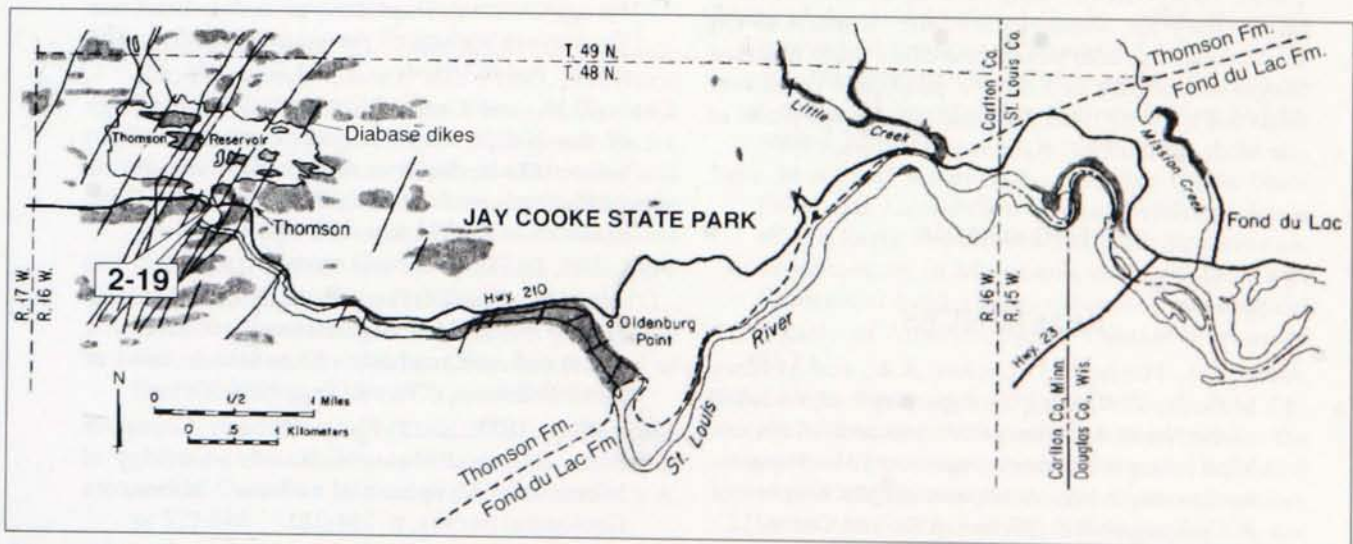 T. 49 N.
T. 48 N.
Carlton Co.
St. Louis Co.
Thomson Fm.
Fond du Lac Fm.
Little
Creek
Mission Creek
Thomson
Reservoir
Diabase dikes
JAY COOKE STATE PARK
Thomson
Fond du Lac
2-19
R. 17 W.
R. 16 W.
Hwy. 210
Oldenburg
Point
St. Louis
River
R. 16 W.
R. 15 W.
Hwy. 23
Carlton Co. Minn
Douglas Co., Wis.
N
0 1/2 1 Miles
0 .5 1 Kilometers
Thomson Fm.
Fond du Lac Fm.